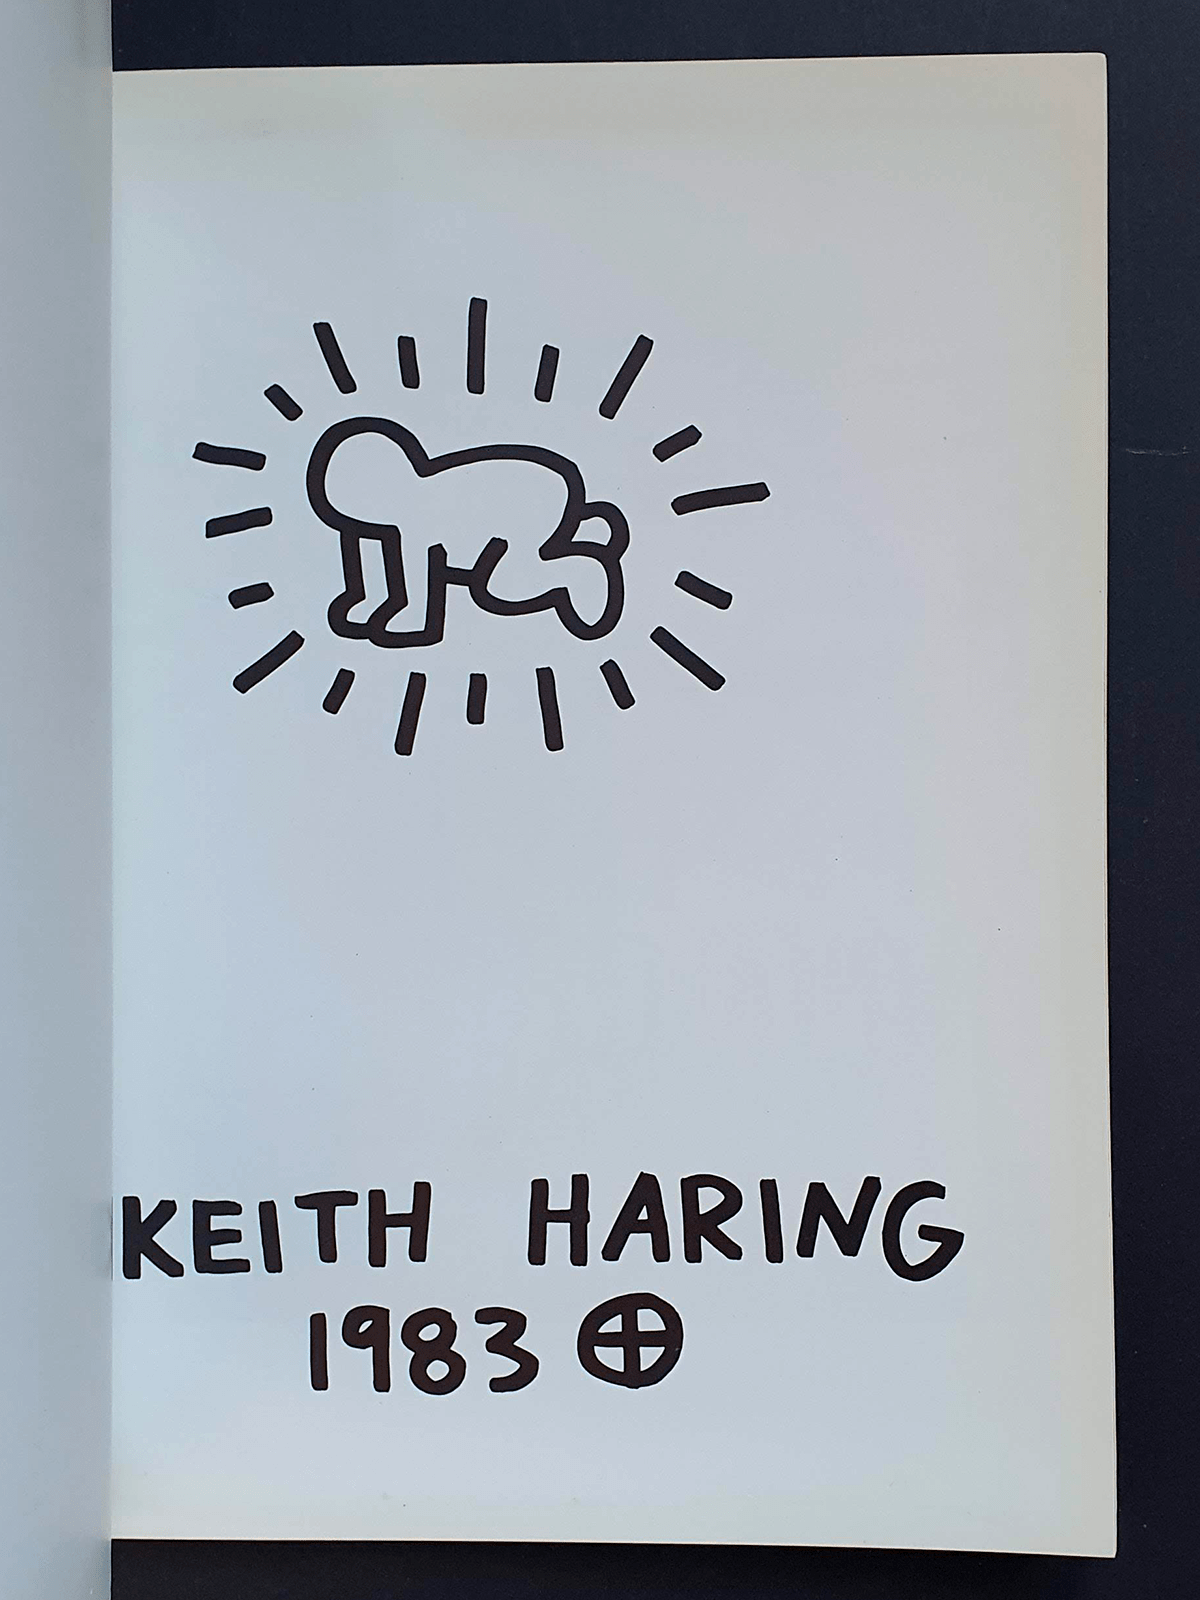 KEITH HARING
1983 ⊕